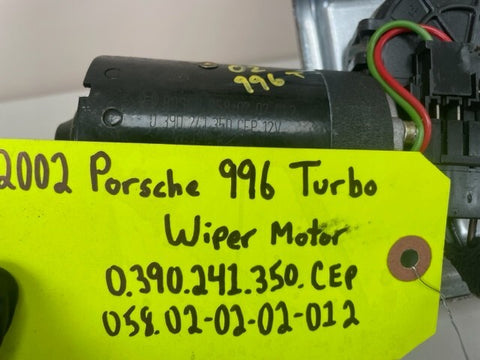 02
996 T
0 390 241 350 CEP 12V
2002 Porsche 996 Turbo
Wiper Motor
0.390.241.350.CEP
058.02-02-02-012